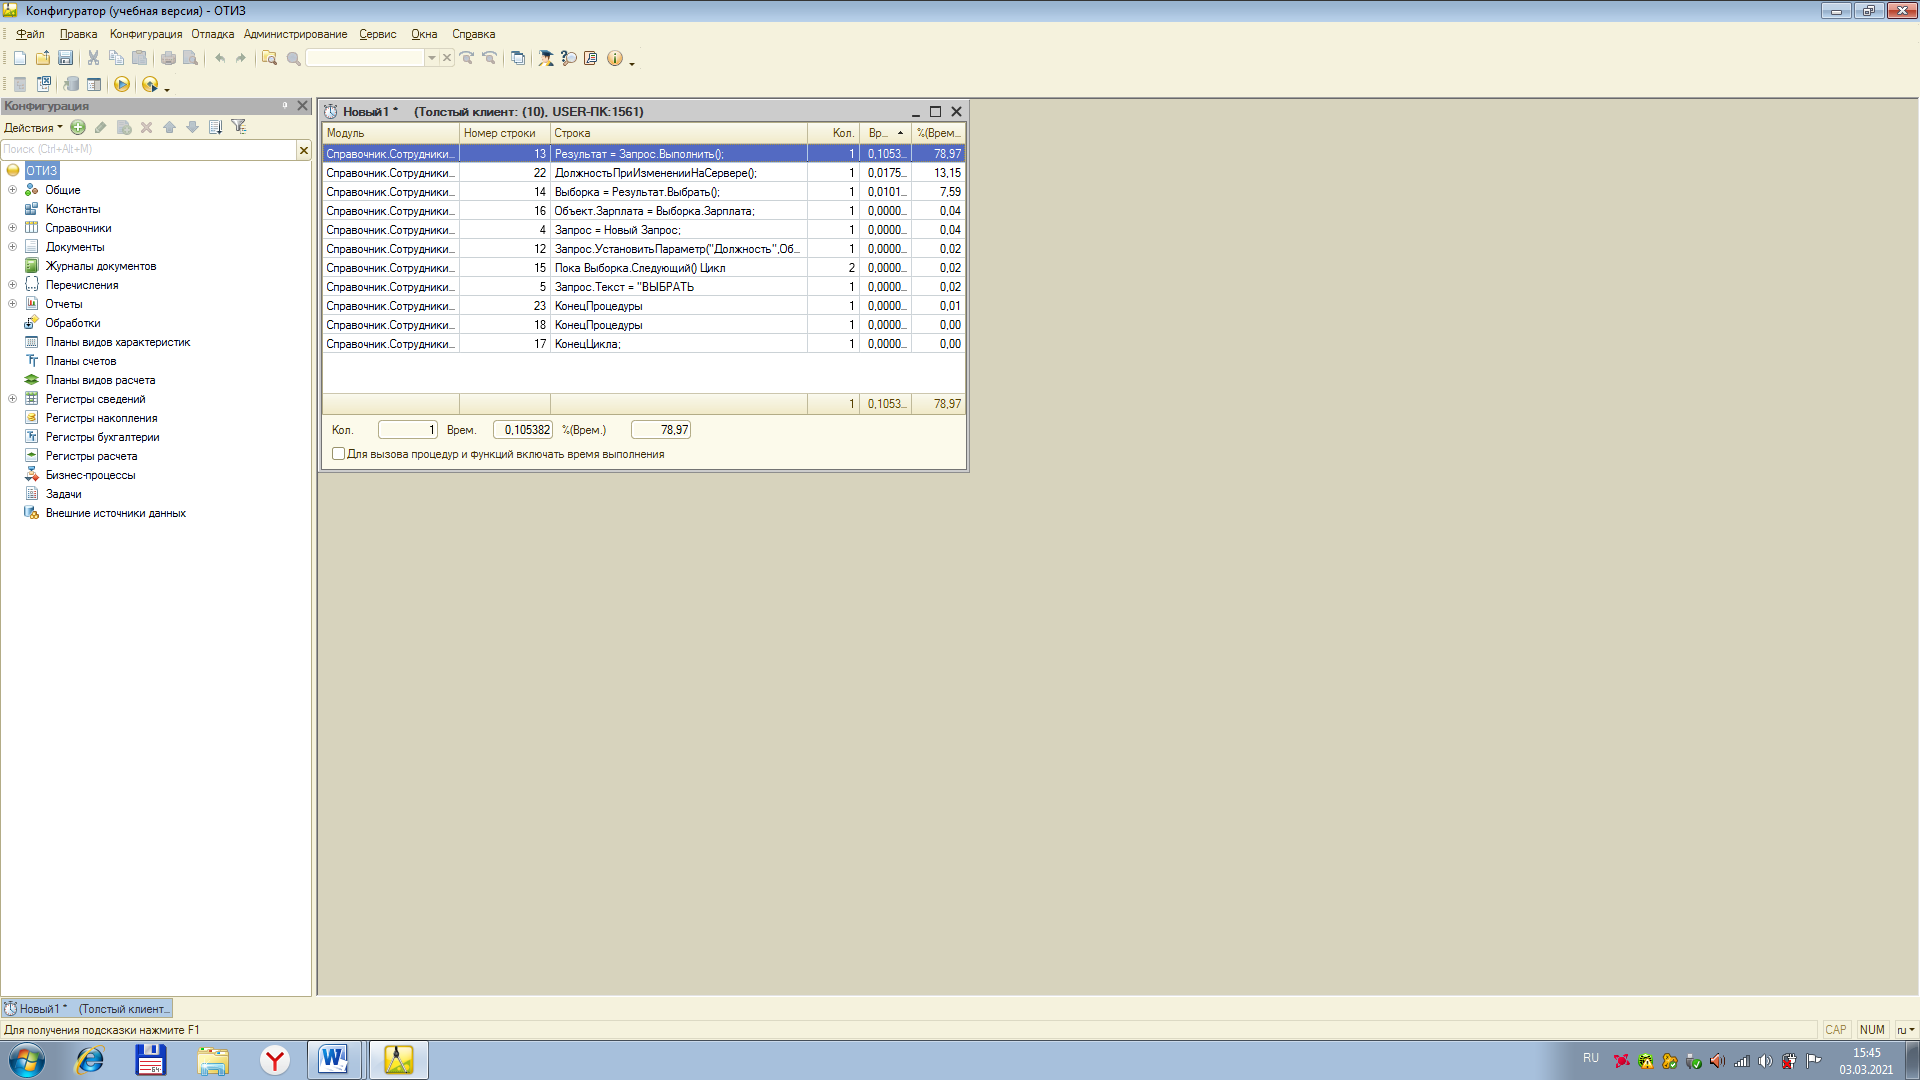 Конфигуратор (учебная версия) - ОТИЗ
Файл Правка Конфигурация Отладка Администрирование Сервис Окна Справка
Конфигурация
Действия
Поиск (Ctrl+Alt+M)
ОТИЗ
Общие
Константы
Справочники
Документы
Журналы документов
Перечисления
Отчеты
Обработки
Планы видов характеристик
Планы счетов
Планы видов расчета
Регистры сведений
Регистры накопления
Регистры бухгалтерии
Регистры расчета
Бизнес-процессы
Задачи
Внешние источники данных
Новый1 * (Толстый клиент: (10), USER-ПК:1561)
Модуль Номер строки Строка Кол. Вр... %(Врем...
Справочник.Сотрудники... 13 Результат = Запрос.Выполнить(); 1 0,1053... 78,97
Справочник.Сотрудники... 22 ДолжностьПриИзмененииНаСервере(); 1 0,0175... 13,15
Справочник.Сотрудники... 14 Выборка = Результат.Выбрать(); 1 0,0101... 7,59
Справочник.Сотрудники... 16 Объект.Зарплата = Выборка.Зарплата; 1 0,0000... 0,04
Справочник.Сотрудники... 4 Запрос = Новый Запрос; 1 0,0000... 0,04
Справочник.Сотрудники... 12 Запрос.УстановитьПараметр("Должность",Об... 1 0,0000... 0,02
Справочник.Сотрудники... 15 Пока Выборка.Следующий() Цикл 2 0,0000... 0,02
Справочник.Сотрудники... 5 Запрос.Текст = "ВЫБРАТЬ 1 0,0000... 0,02
Справочник.Сотрудники... 23 КонецПроцедуры 1 0,0000... 0,01
Справочник.Сотрудники... 18 КонецПроцедуры 1 0,0000... 0,00
Справочник.Сотрудники... 17 КонецЦикла; 1 0,0000... 0,00
1 0,1053... 78,97
Кол. 1 Врем. 0,105382 %(Врем.) 78,97
Для вызова процедур и функций включать время выполнения
Новый1 * (Толстый клиент...
Для получения подсказки нажмите F1
CAP NUM ru
RU
15:45
03.03.2021